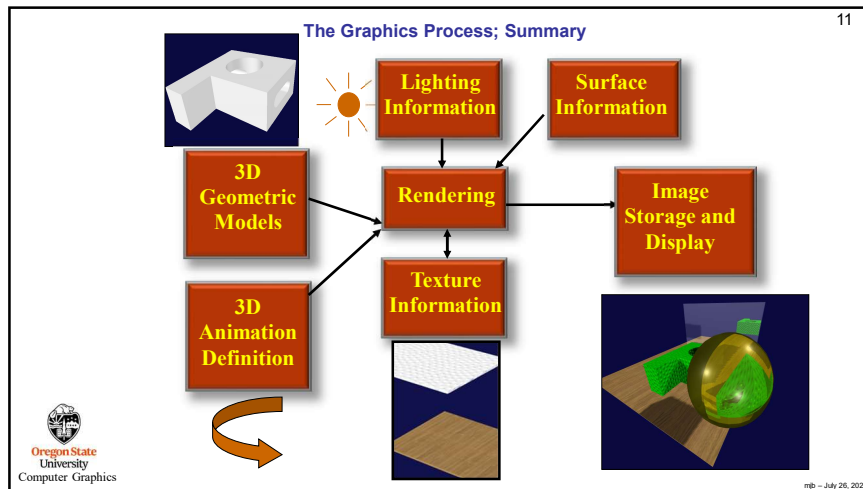 11
The Graphics Process; Summary
Lighting
Information
Surface
Information
3D
Geometric
Models
Rendering
Image
Storage and
Display
Texture
Information
3D
Animation
Definition
Oregon State
University
Computer Graphics
mjb – July 26, 202